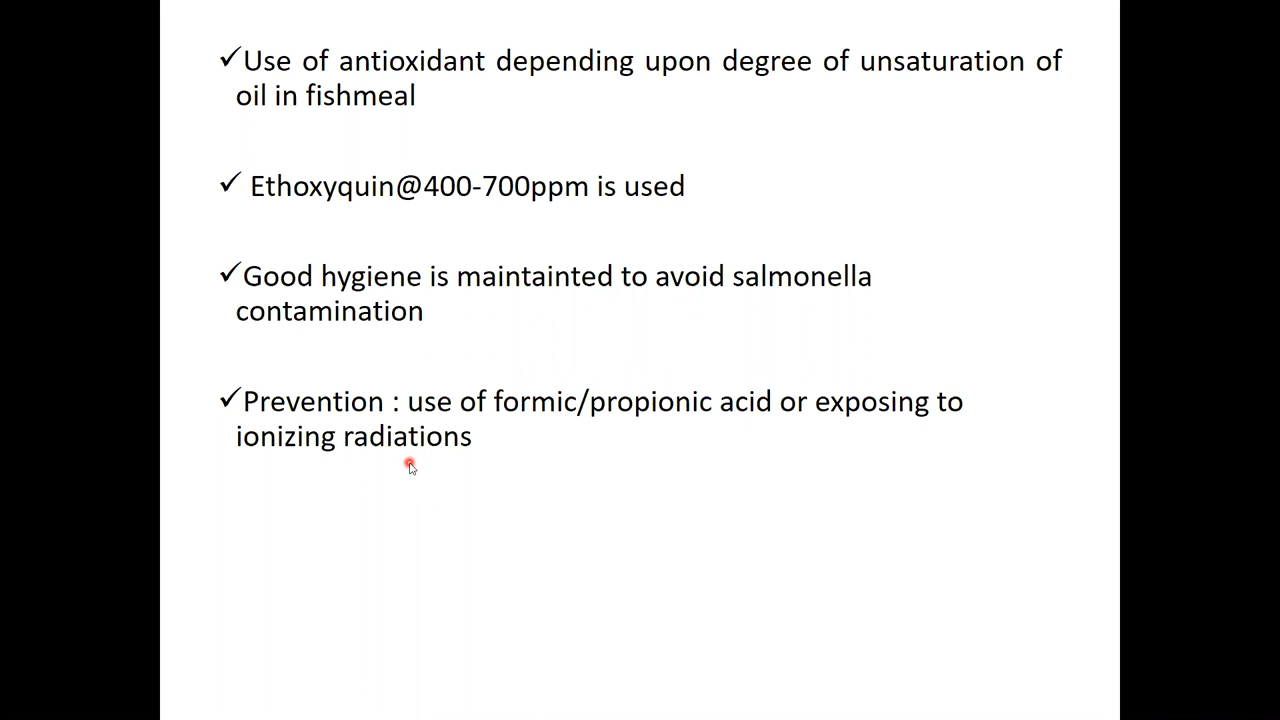 ✓Use of antioxidant depending upon degree of unsaturation of
oil in fishmeal
✓ Ethoxyquin@400-700ppm is used
✓Good hygiene is maintainted to avoid salmonella
contamination
✓Prevention : use of formic/propionic acid or exposing to
ionizing radiations